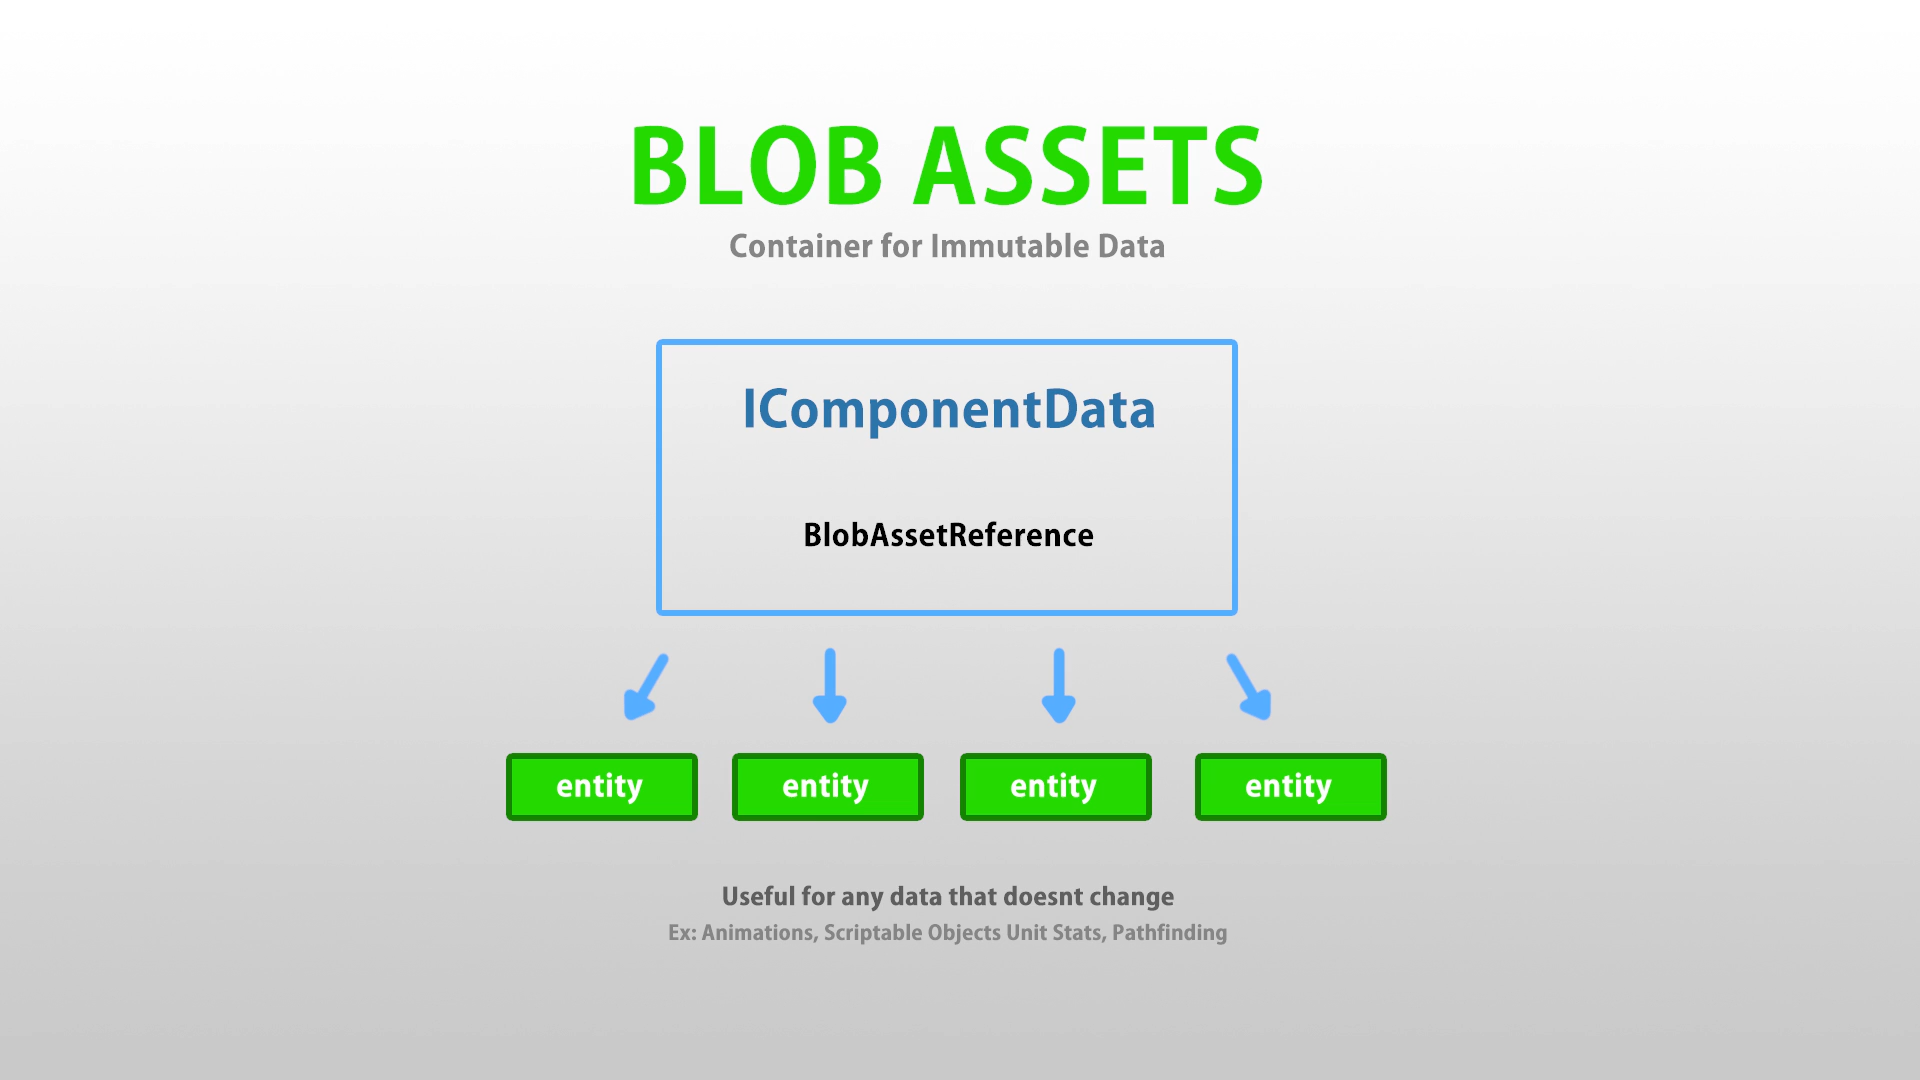 BLOB ASSETS
Container for Immutable Data
IComponentData
BlobAssetReference
entity entity entity entity
Useful for any data that doesnt change
Ex: Animations, Scriptable Objects Unit Stats, Pathfinding